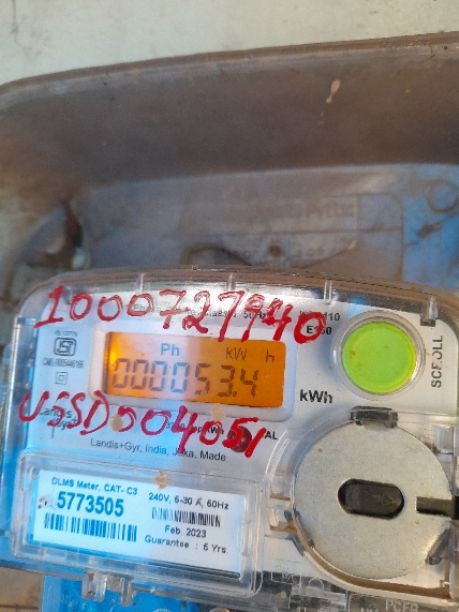 1000727940
E150
Ph kW h
000053.4
kWh
SCROLL
USSD004051
Landis+Gyr, India, Made
DLMS Meter, CAT- C3
5773505
240V, 5-30 A, 50Hz
Feb 2023
Guarantee : 5 Yrs.